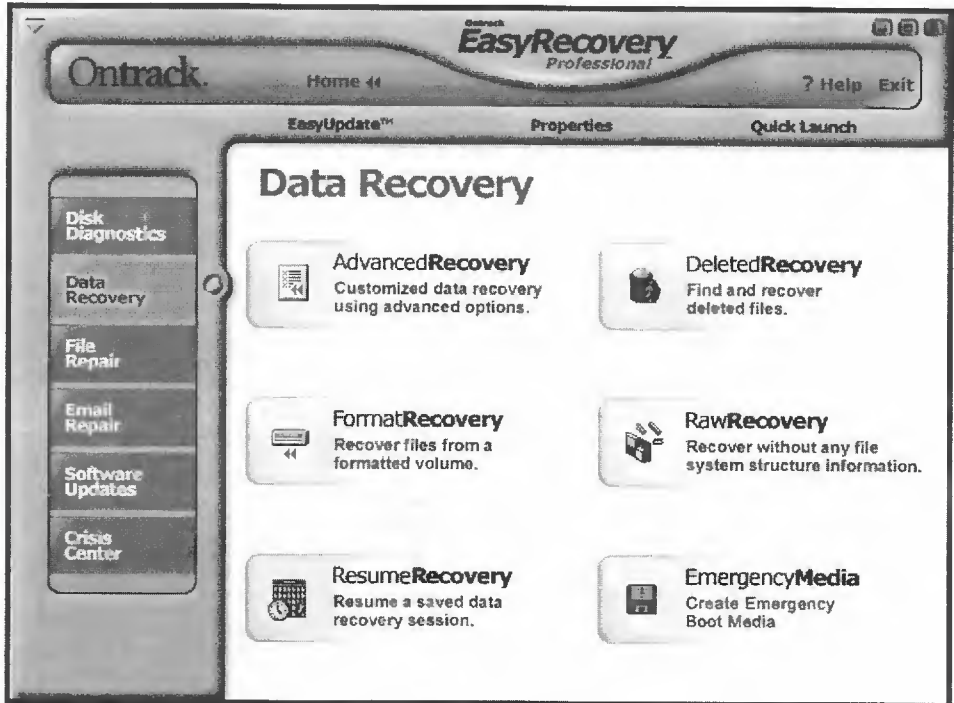 Ontrack
EasyRecovery
Professional
Ontrack.
Home
? Help Exit
EasyUpdate™ Properties Quick Launch
Data Recovery
Disk
Diagnostics
Data
Recovery
File
Repair
Email
Repair
Software
Updates
Crisis
Center
AdvancedRecovery
Customized data recovery
using advanced options.
DeletedRecovery
Find and recover
deleted files.
FormatRecovery
Recover files from a
formatted volume.
RawRecovery
Recover without any file
system structure information.
ResumeRecovery
Resume a saved data
recovery session.
EmergencyMedia
Create Emergency
Boot Media